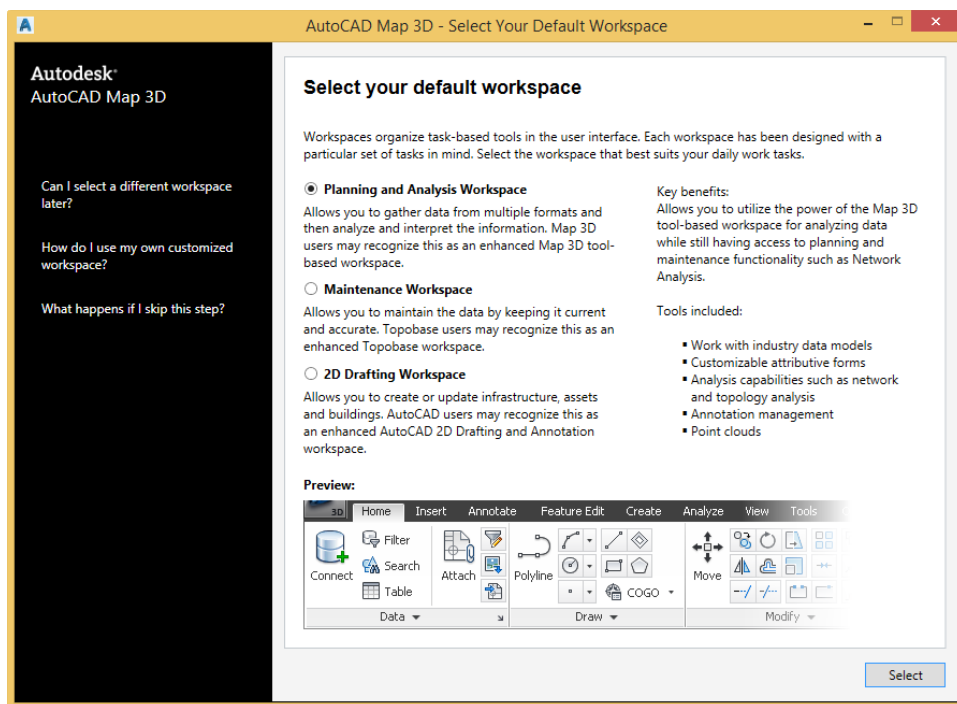 AutoCAD Map 3D - Select Your Default Workspace
Autodesk
AutoCAD Map 3D
Can I select a different workspace
later?
How do I use my own customized
workspace?
What happens if I skip this step?
Select your default workspace
Workspaces organize task-based tools in the user interface. Each workspace has been designed with a
particular set of tasks in mind. Select the workspace that best suits your daily work tasks.
Planning and Analysis Workspace
Allows you to gather data from multiple formats and
then analyze and interpret the information. Map 3D
users may recognize this as an enhanced Map 3D tool-
based workspace.
Maintenance Workspace
Allows you to maintain the data by keeping it current
and accurate. Topobase users may recognize this as an
enhanced Topobase workspace.
2D Drafting Workspace
Allows you to create or update infrastructure, assets
and buildings. AutoCAD users may recognize this as
an enhanced AutoCAD 2D Drafting and Annotation
workspace.
Key benefits:
Allows you to utilize the power of the Map 3D
tool-based workspace for analyzing data
while still having access to planning and
maintenance functionality such as Network
Analysis.
Tools included:
▪ Work with industry data models
▪ Customizable attributive forms
▪ Analysis capabilities such as network
and topology analysis
▪ Annotation management
▪ Point clouds
Preview:
3D Home Insert Annotate Feature Edit Create Analyze View Tools
Connect
Filter
Search
Table
Attach
Polyline
COGO
Move
Data
Draw
Modify
Select